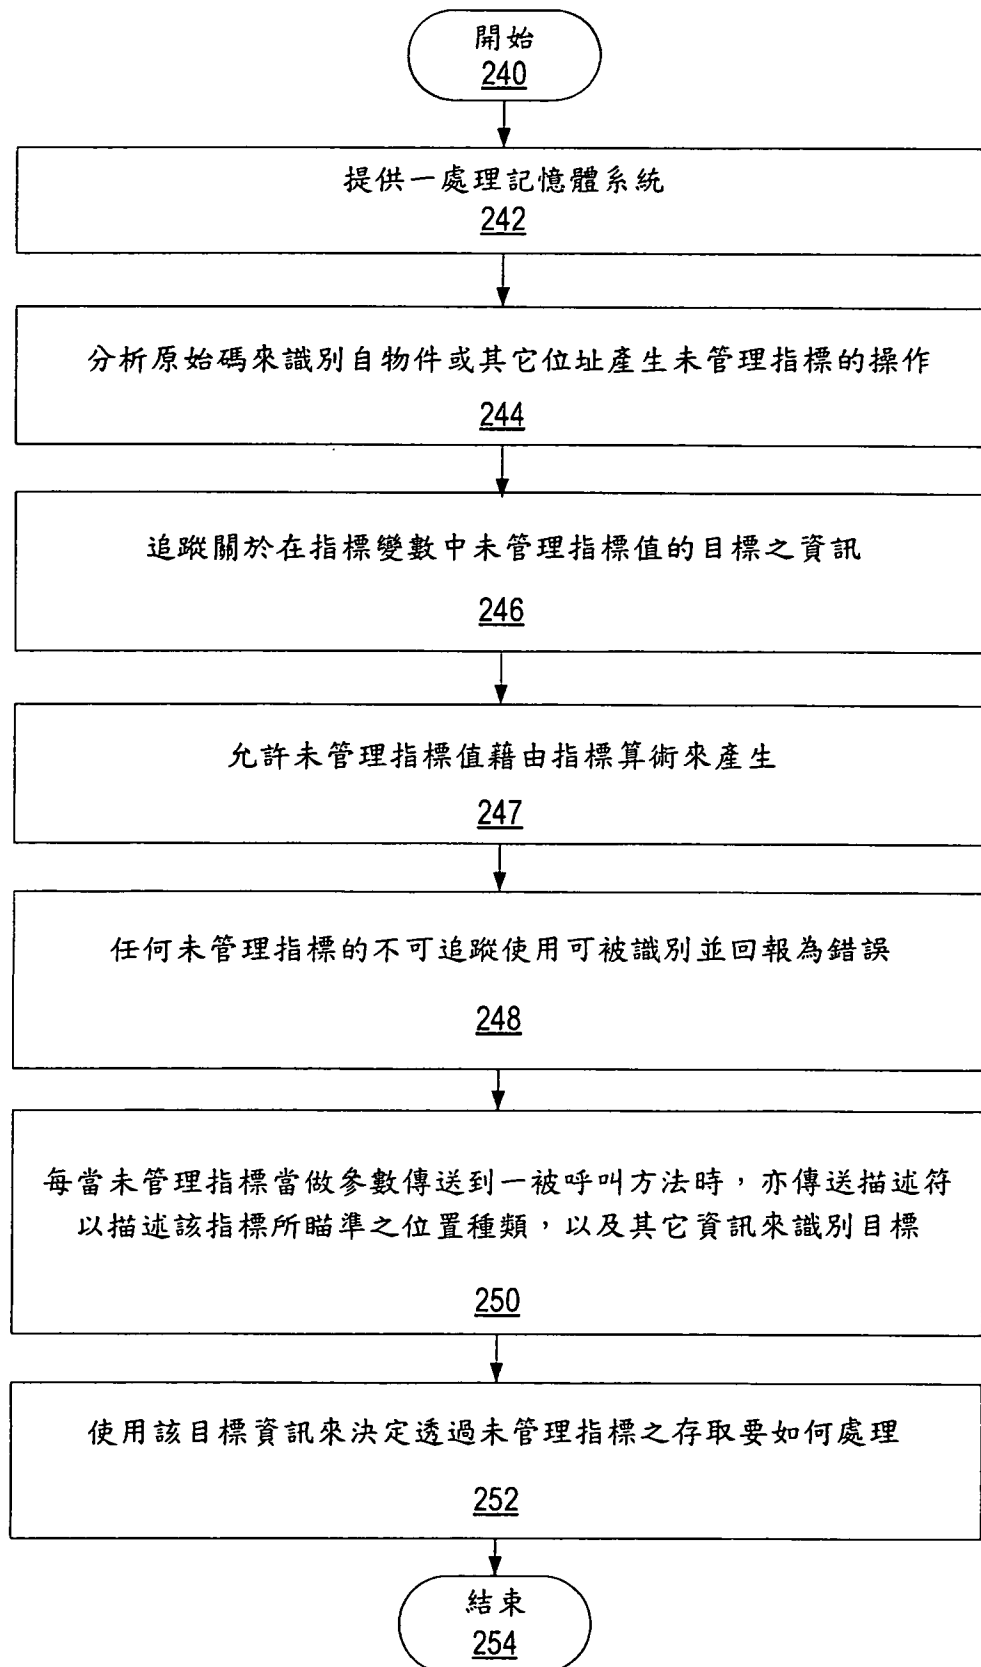 開始
240
提供一處理記憶體系統
242
分析原始碼來識別自物件或其它位址產生未管理指標的操作
244
追蹤關於在指標變數中未管理指標值的目標之資訊
246
允許未管理指標值藉由指標算術來產生
247
任何未管理指標的不可追蹤使用可被識別並回報為錯誤
248
每當未管理指標當做參數傳送到一被呼叫方法時，亦傳送描述符
以描述該指標所瞄準之位置種類，以及其它資訊來識別目標
250
使用該目標資訊來決定透過未管理指標之存取要如何處理
252
結束
254